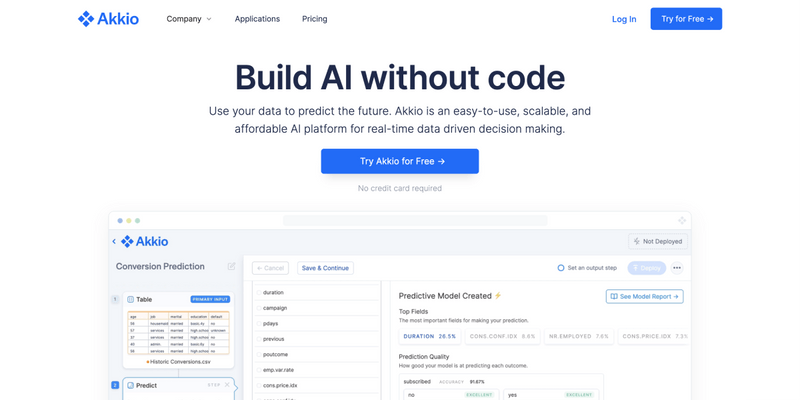 Akkio
Company
Applications
Pricing
Log In
Try for Free →
Build AI without code
Use your data to predict the future. Akkio is an easy-to-use, scalable, and
affordable AI platform for real-time data driven decision making.
Try Akkio for Free →
No credit card required
Akkio
Not Deployed
Conversion Prediction
← Cancel
Save & Continue
Set an output step
Deploy
1
Table
PRIMARY INPUT
age job marital education default
56 housemaid married basic.4y no
57 services married high.school unknown
37 services married high.school no
40 admin. married basic.6y no
56 services married high.school no
Historic Conversions.csv
2
Predict
STEP
duration
campaign
pdays
previous
poutcome
emp.var.rate
cons.price.idx
Predictive Model Created ⚡
See Model Report →
Top Fields
The most important fields for making your prediction.
DURATION 26.5%
CONS.CONF.IDX 8.6%
NR.EMPLOYED 7.8%
CONS.PRICE.IDX 7.3%
Prediction Quality
How good your model is at predicting each outcome.
subscribed ACCURACY 91.67%
no EXCELLENT
yes EXCELLENT